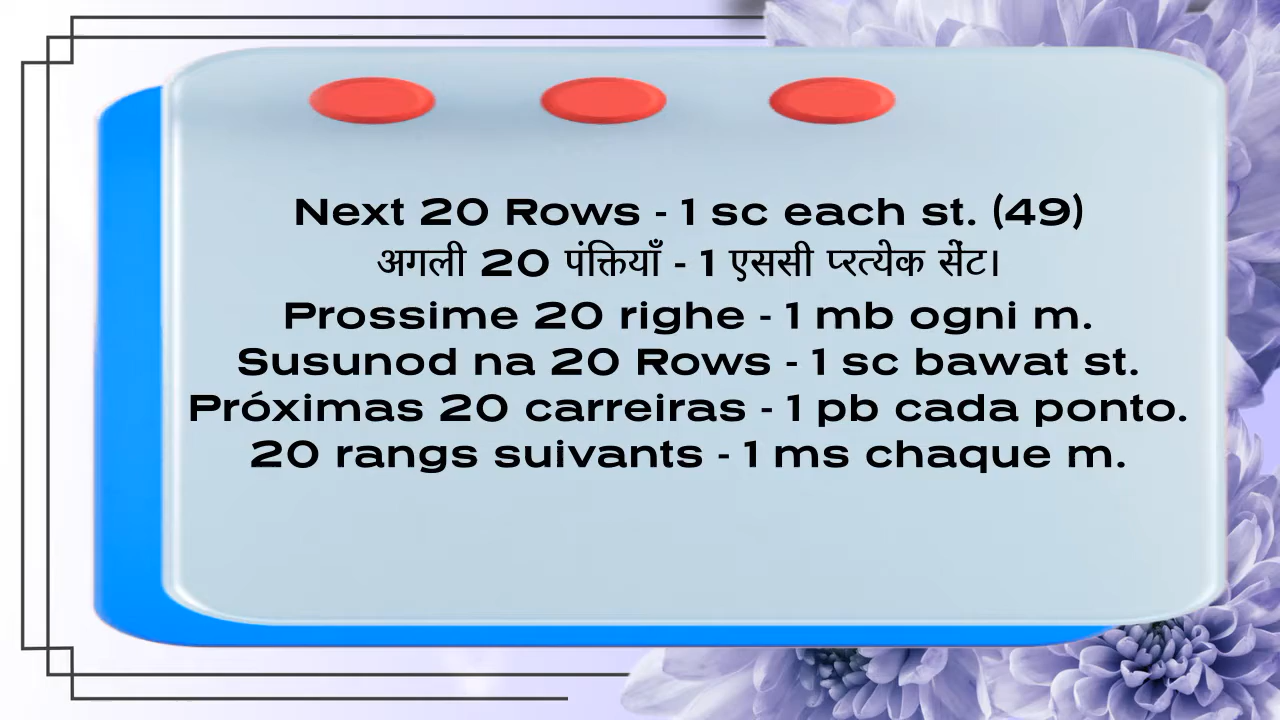 Next 20 Rows - 1 sc each st. (49)
अगली 20 पंक्तियाँ - 1 एससी प्रत्येक सेंट।
Prossime 20 righe - 1 mb ogni m.
Susunod na 20 Rows - 1 sc bawat st.
Próximas 20 carreiras - 1 pb cada ponto.
20 rangs suivants - 1 ms chaque m.